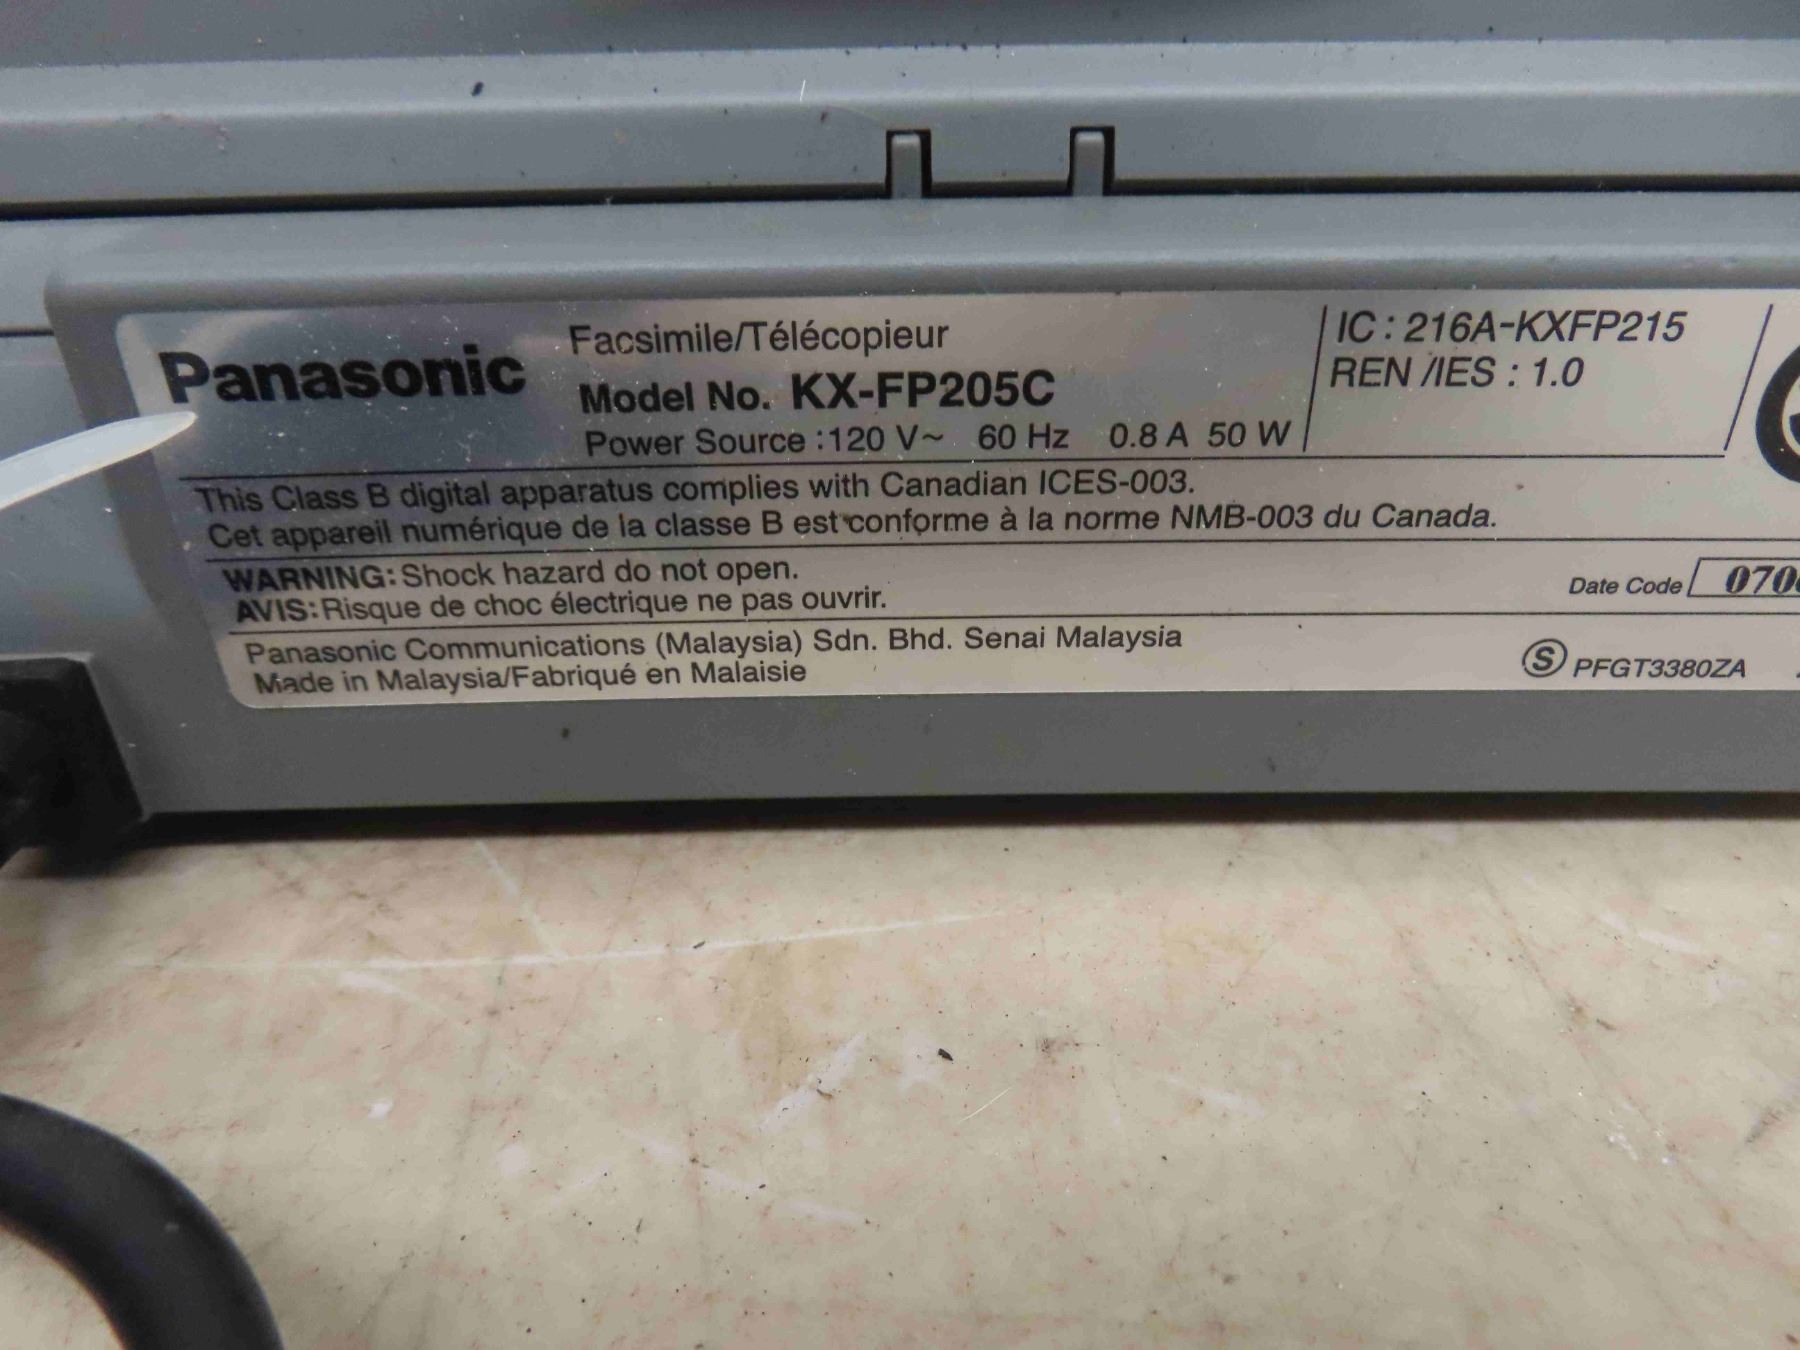 Panasonic
Facsimile/Télécopieur
Model No. KX-FP205C
Power Source : 120 V~ 60 Hz 0.8 A 50 W
IC : 216A-KXFP215
REN /IES : 1.0
This Class B digital apparatus complies with Canadian ICES-003.
Cet appareil numérique de la classe B est conforme à la norme NMB-003 du Canada.
WARNING: Shock hazard do not open.
AVIS: Risque de choc électrique ne pas ouvrir.
Date Code
Panasonic Communications (Malaysia) Sdn. Bhd. Senai Malaysia
Made in Malaysia/Fabriqué en Malaisie
S PFGT3380ZA